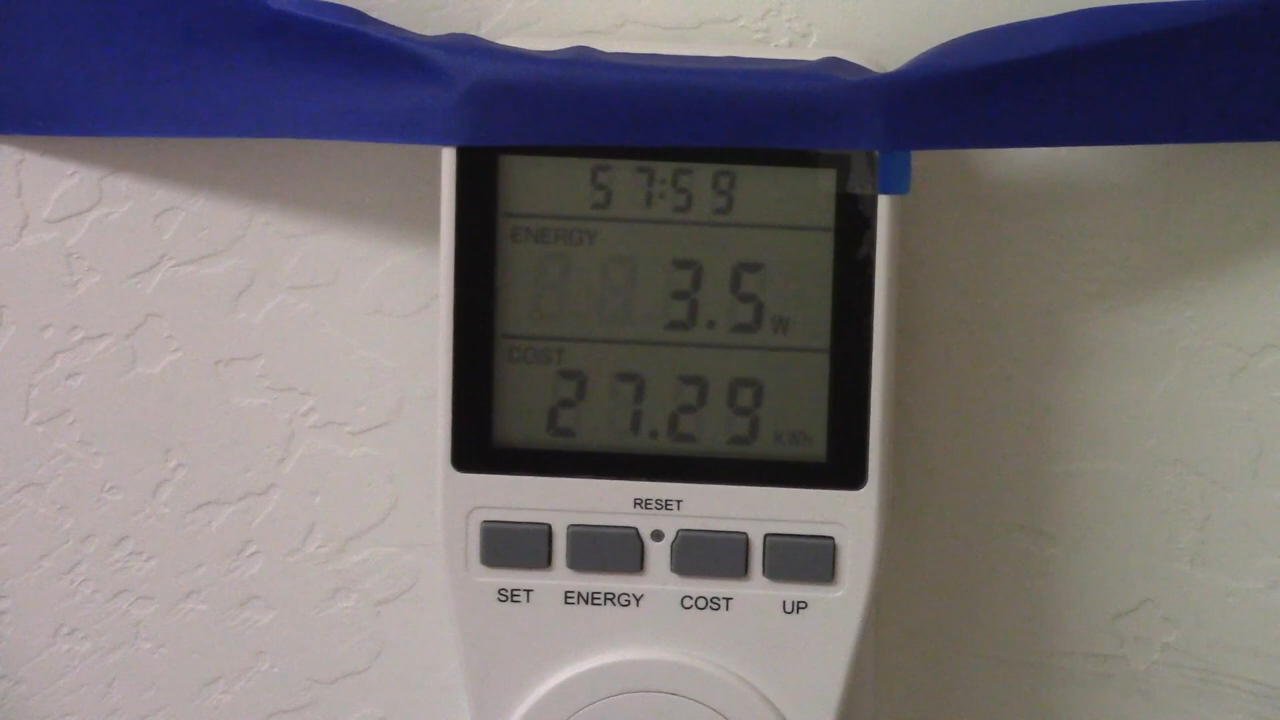 57:59
ENERGY
3.5 W
COST
27.29 KWh
RESET
SET ENERGY COST UP